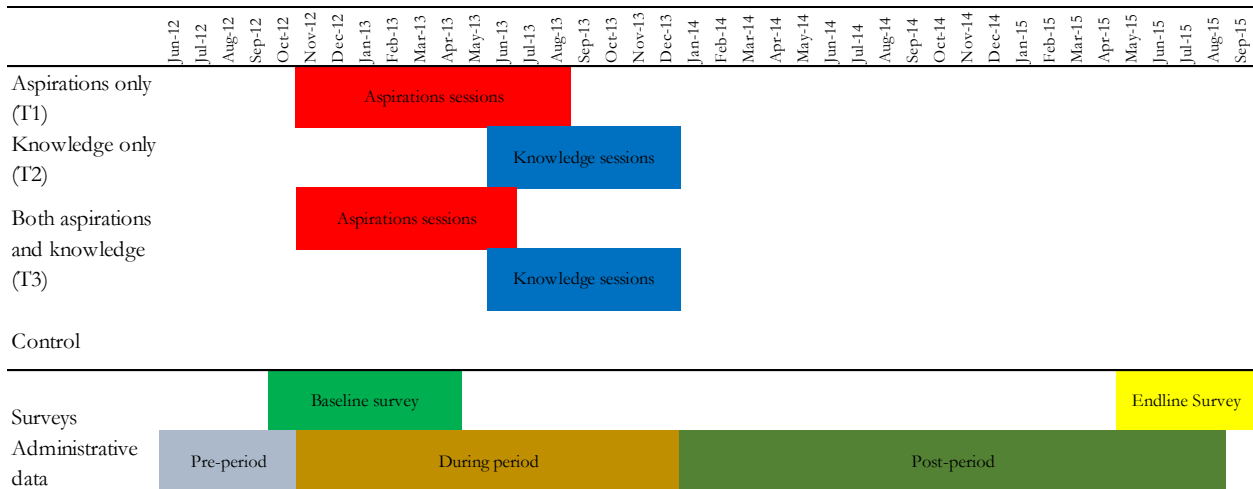 Jun-12 Jul-12 Aug-12 Sep-12 Oct-12 Nov-12 Dec-12 Jan-13 Feb-13 Mar-13 Apr-13 May-13 Jun-13 Jul-13 Aug-13 Sep-13 Oct-13 Nov-13 Dec-13 Jan-14 Feb-14 Mar-14 Apr-14 May-14 Jun-14 Jul-14 Aug-14 Sep-14 Oct-14 Nov-14 Dec-14 Jan-15 Feb-15 Mar-15 Apr-15 May-15 Jun-15 Jul-15 Aug-15 Sep-15
Aspirations only
(T1)
Aspirations sessions
Knowledge only
(T2)
Knowledge sessions
Both aspirations
and knowledge
(T3)
Aspirations sessions
Knowledge sessions
Control
Surveys
Baseline survey
Endline Survey
Administrative
data
Pre-period
During period
Post-period